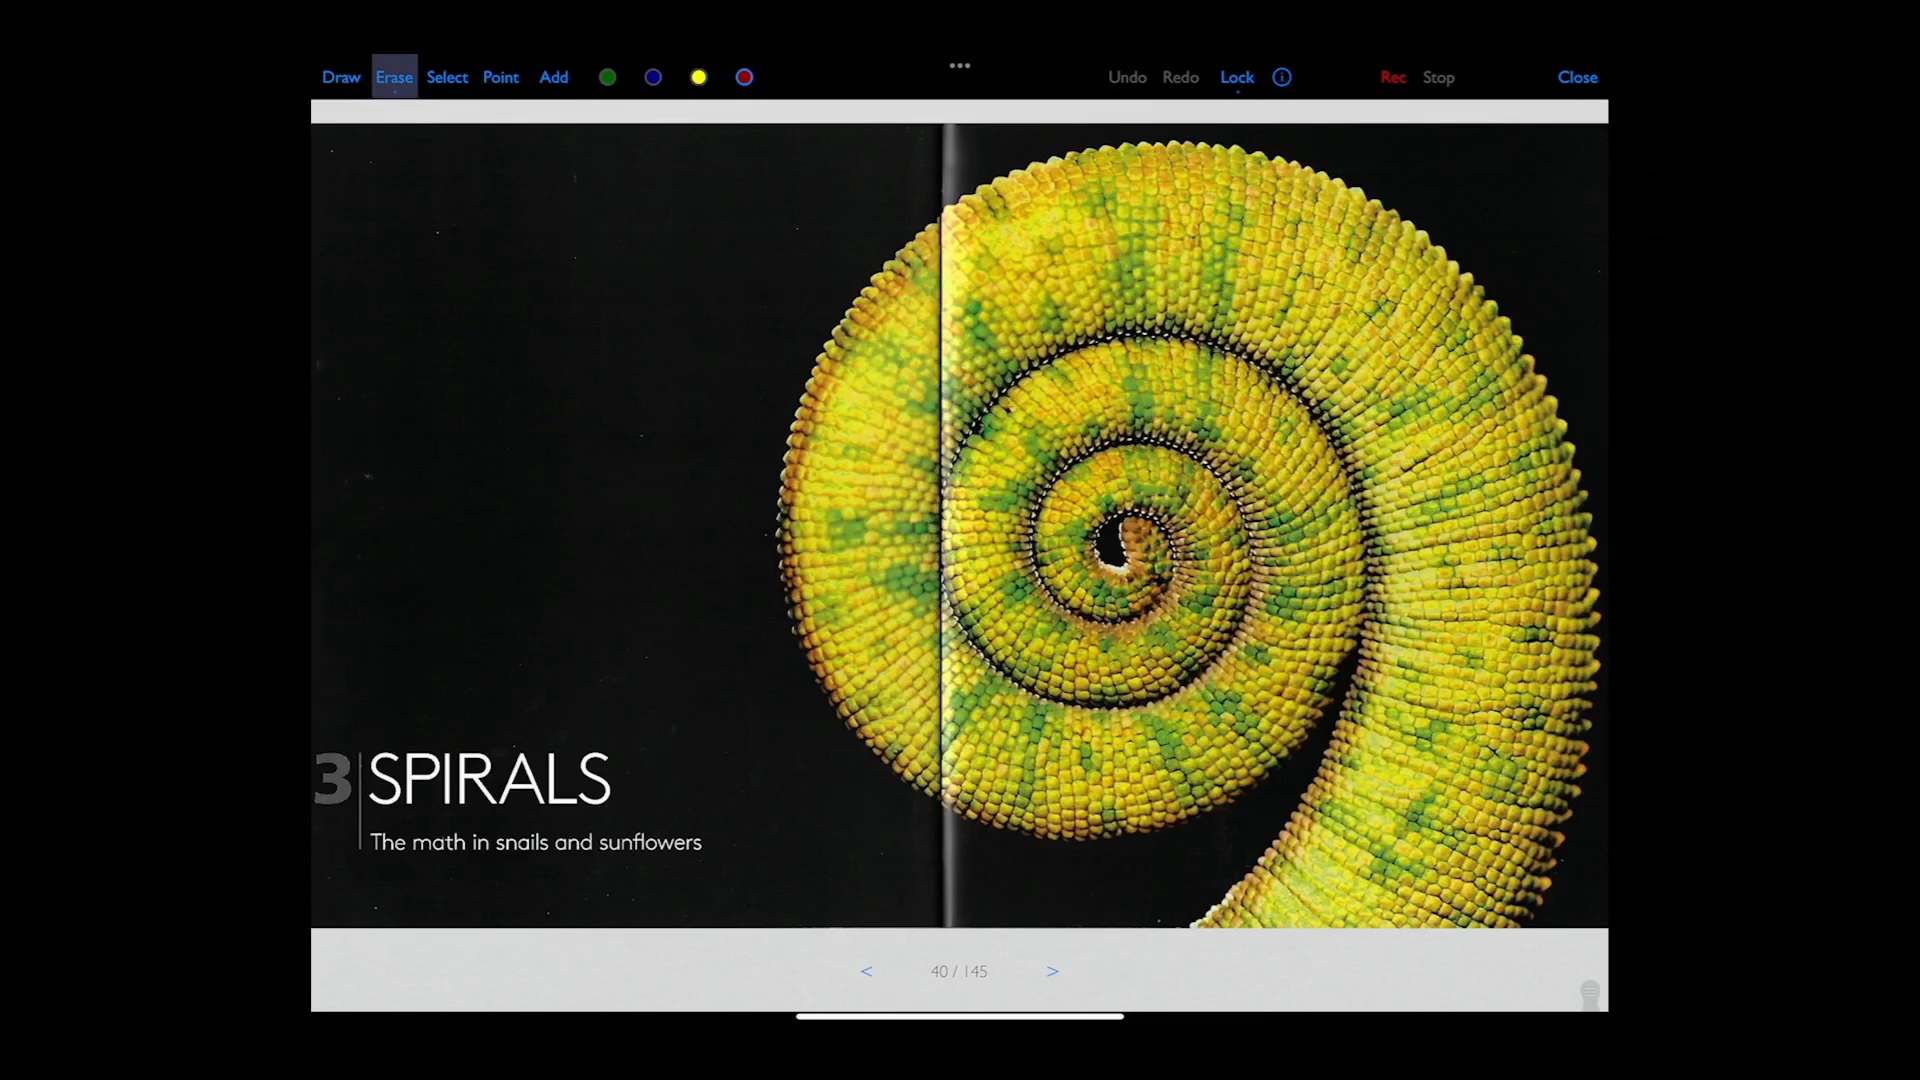 Draw Erase Select Point Add ••• Undo Redo Lock i Rec Stop Close
3 SPIRALS
The math in snails and sunflowers
< 40 / 145 >